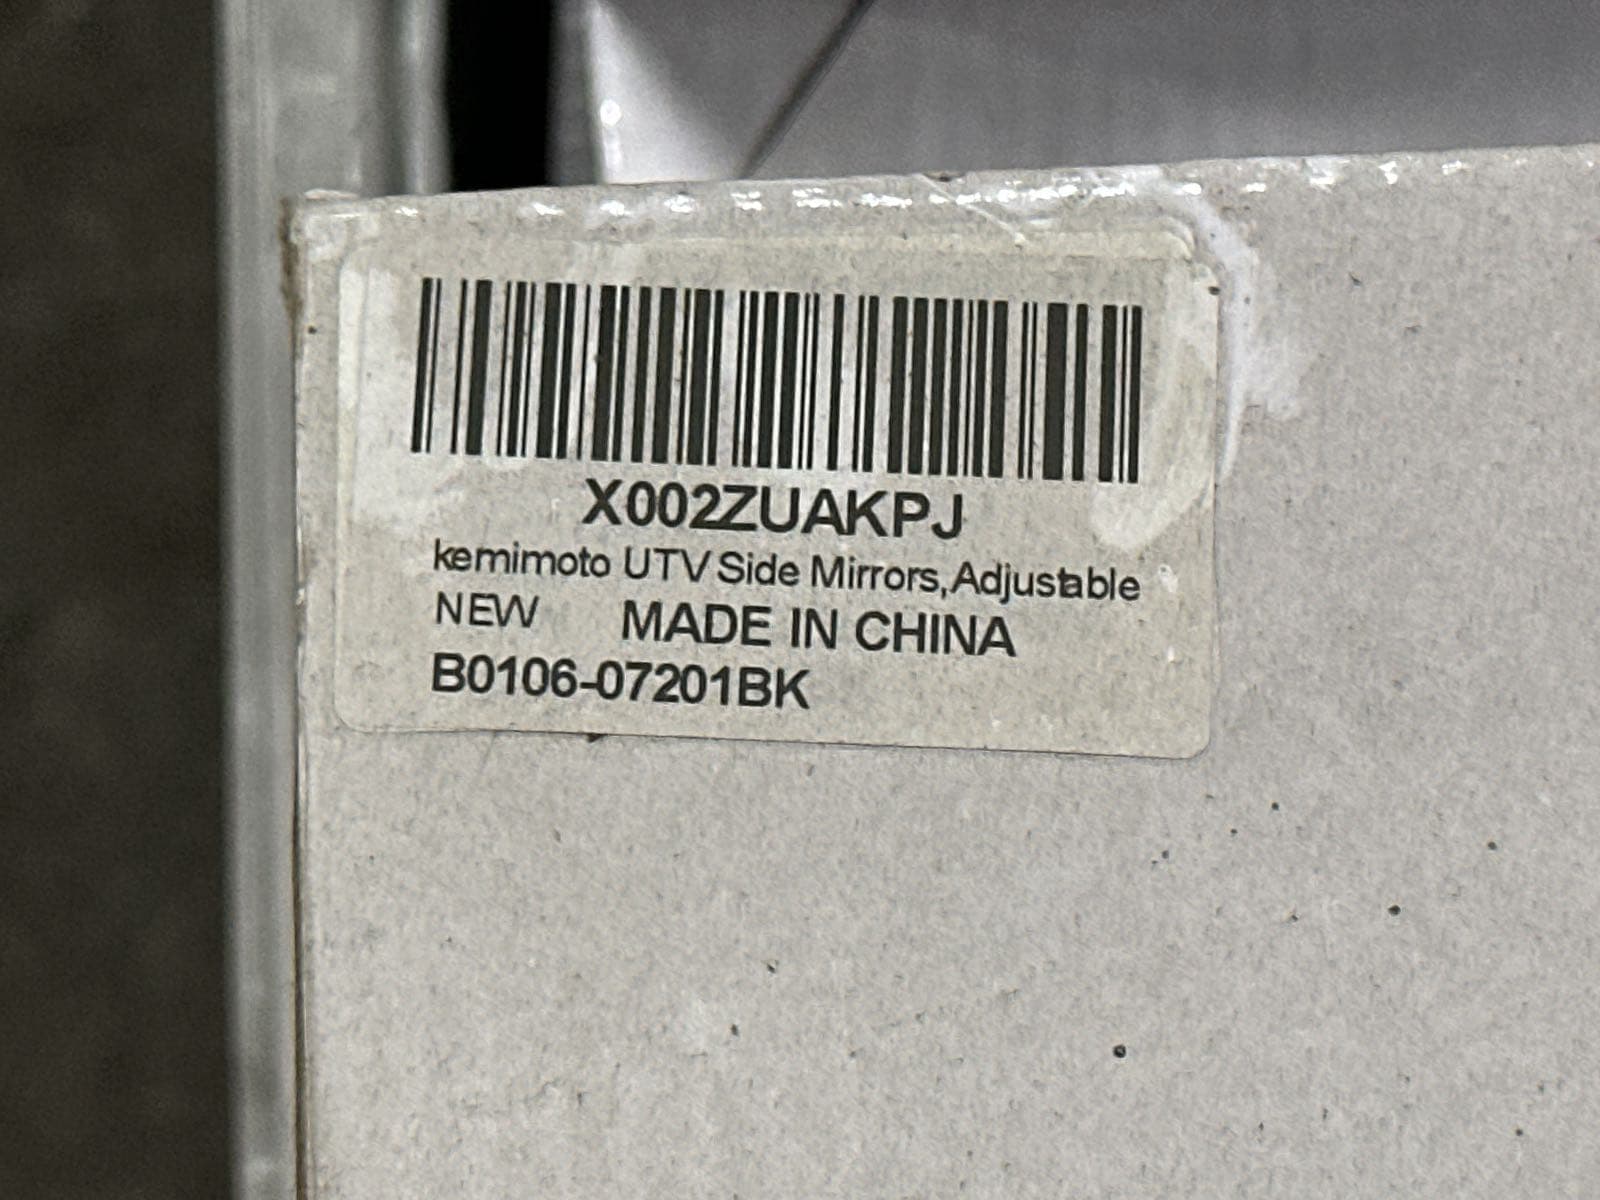 X002ZUAKPJ
kemimoto UTV Side Mirrors,Adjustable
NEW MADE IN CHINA
B0106-07201BK